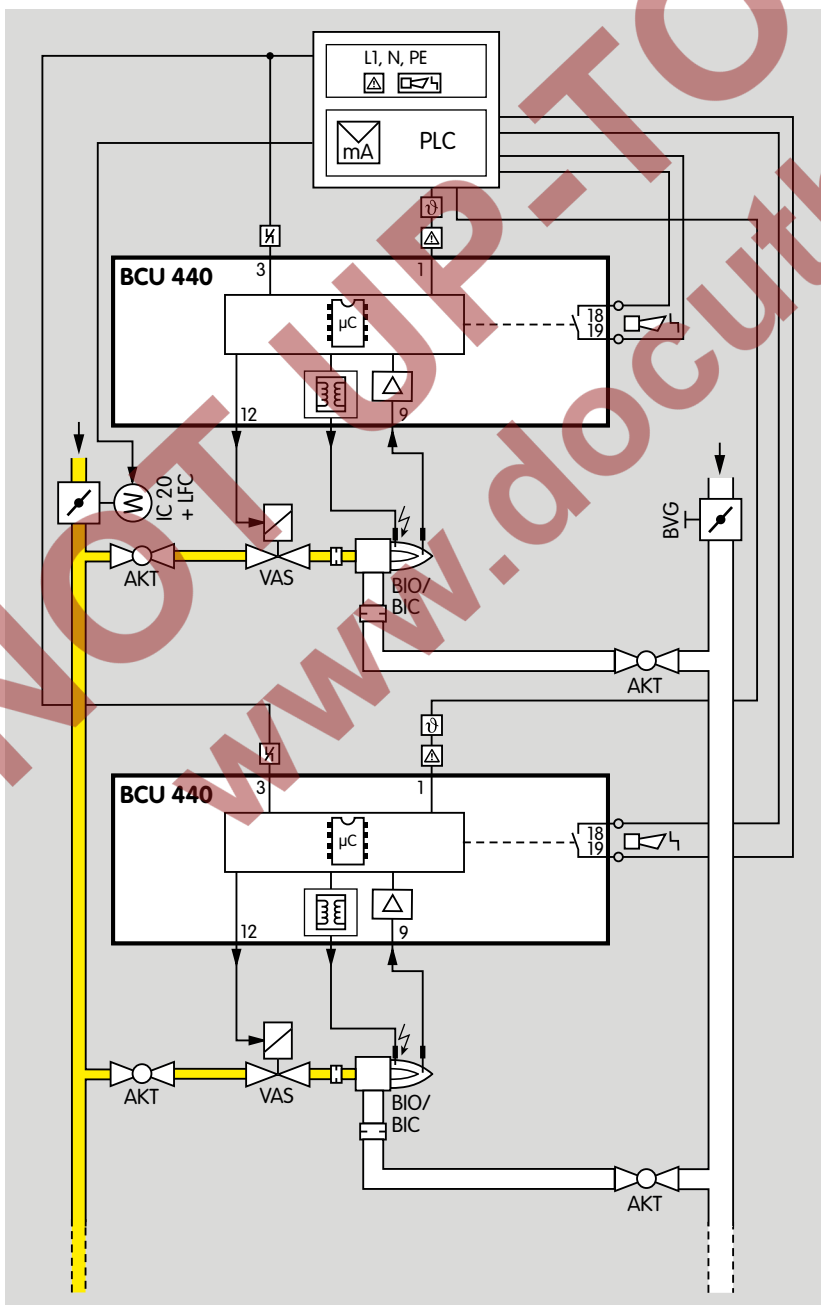 L1, N, PE
mA
PLC
ϑ
3
1
BCU 440
µC
18
19
12
9
IC 20
+ LFC
BVG
AKT
VAS
BIO/
BIC
AKT
ϑ
3
1
BCU 440
µC
18
19
12
9
AKT
VAS
BIO/
BIC
AKT
NOT UP-TO
www.docuth